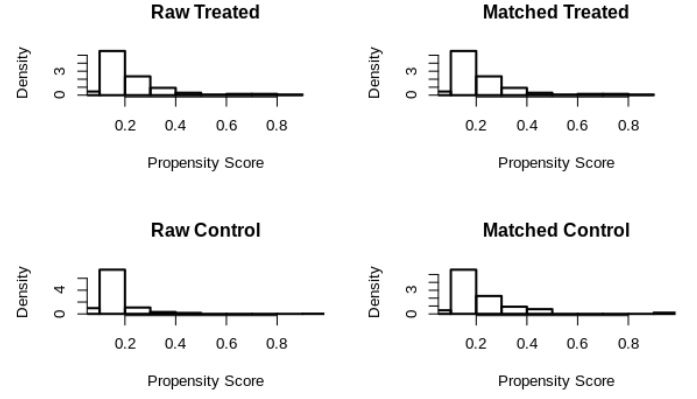 Raw Treated
Density
0 3
0.2 0.4 0.6 0.8
Propensity Score
Matched Treated
Density
0 3
0.2 0.4 0.6 0.8
Propensity Score
Raw Control
Density
0 4
0.2 0.4 0.6 0.8
Propensity Score
Matched Control
Density
0 3
0.2 0.4 0.6 0.8
Propensity Score